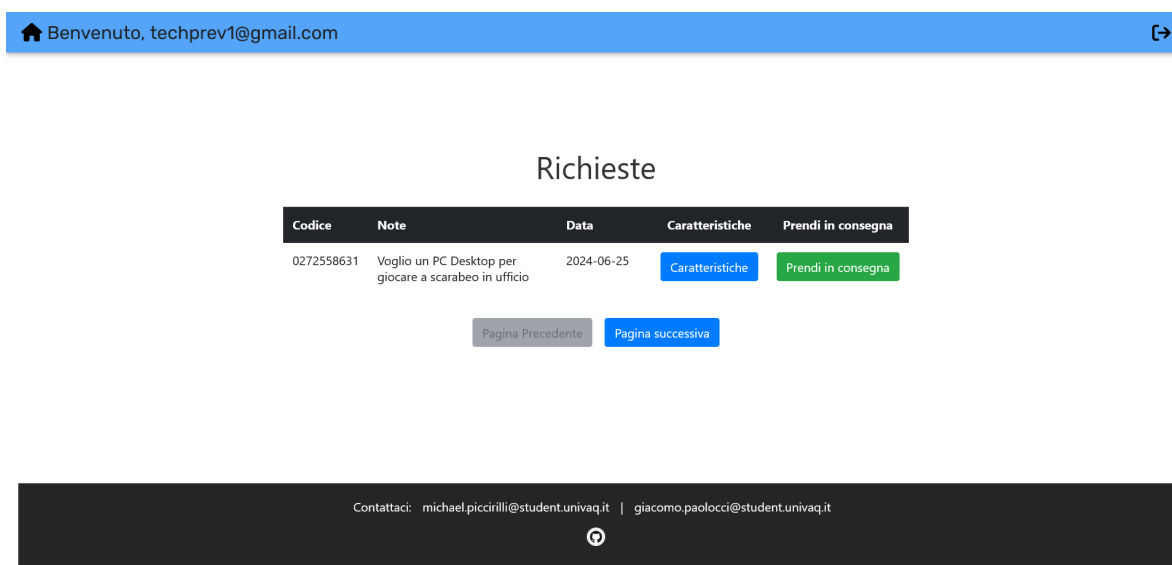 Benvenuto, techprev1@gmail.com
Richieste
Codice Note Data Caratteristiche Prendi in consegna
0272558631 Voglio un PC Desktop per 2024-06-25 Caratteristiche Prendi in consegna
giocare a scarabeo in ufficio
Pagina Precedente Pagina successiva
Contattaci: michael.piccirilli@student.univaq.it | giacomo.paolocci@student.univaq.it